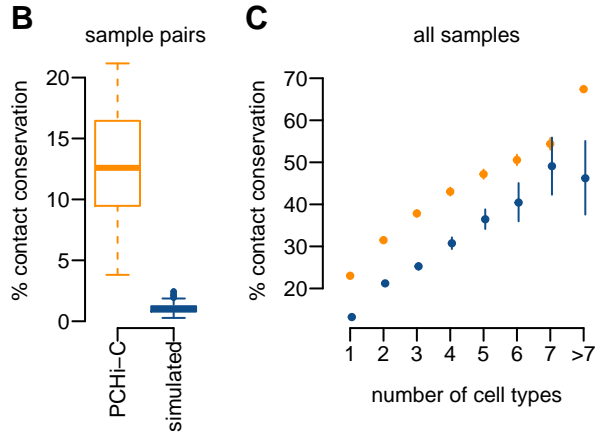 B
sample pairs
% contact conservation
20
15
10
5
0
PCHi−C
simulated
C
all samples
% contact conservation
70
60
50
40
30
20
1 2 3 4 5 6 7 >7
number of cell types